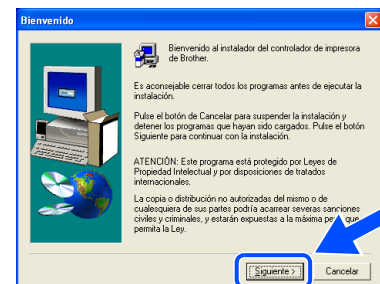 Bienvenido
Bienvenido al instalador del controlador de impresora
de Brother.
Es aconsejable cerrar todos los programas antes de ejecutar la
instalación.
Pulse el botón de Cancelar para suspender la instalación y
detener los programas que hayan sido cargados. Pulse el botón
Siguiente para continuar con la instalación.
ATENCIÓN: Este programa está protegido por Leyes de
Propiedad Intelectual y por disposiciones de tratados
internacionales.
La copia o distribución no autorizadas del mismo o de
cualesquiera de sus partes podría acarrear severas sanciones
civiles y criminales, y estarán expuestas a la máxima que
permita la Ley.
Siguiente >
Cancelar